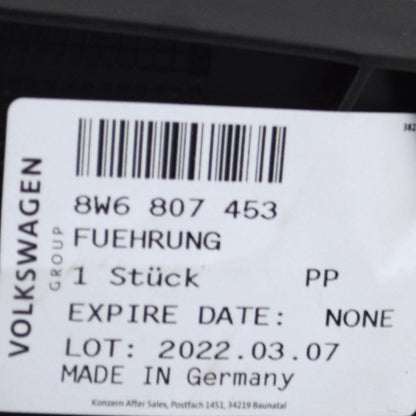 VOLKSWAGEN
GROUP
8W6 807 453
FUEHRUNG
1 Stück PP
EXPIRE DATE: NONE
LOT: 2022.03.07
MADE IN Germany
Konzern After Sales, Postfach 1451, 34219 Baunatal